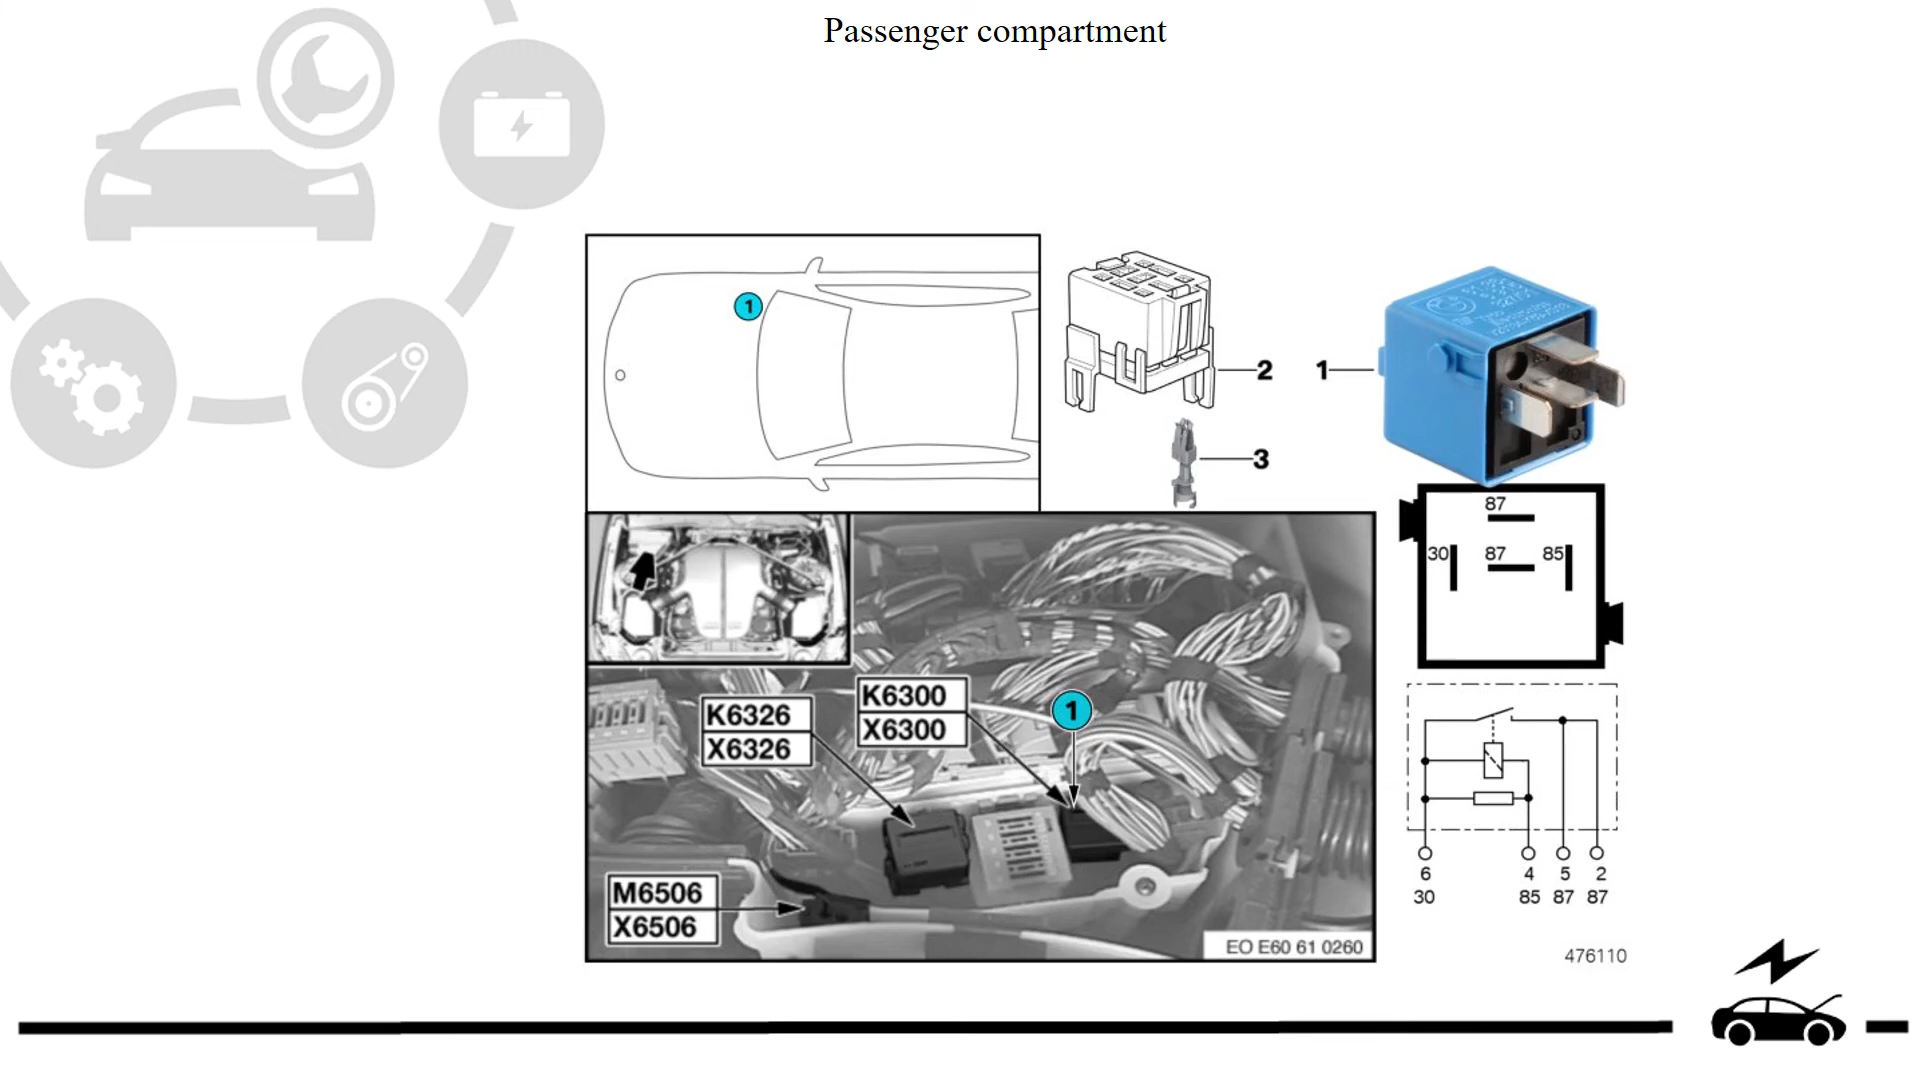 Passenger compartment
1
2
1
3
87
30
87
85
K6326
X6326
K6300
X6300
1
M6506
X6506
EO E60 61 0260
6
4
5
2
30
85
87
87
476110